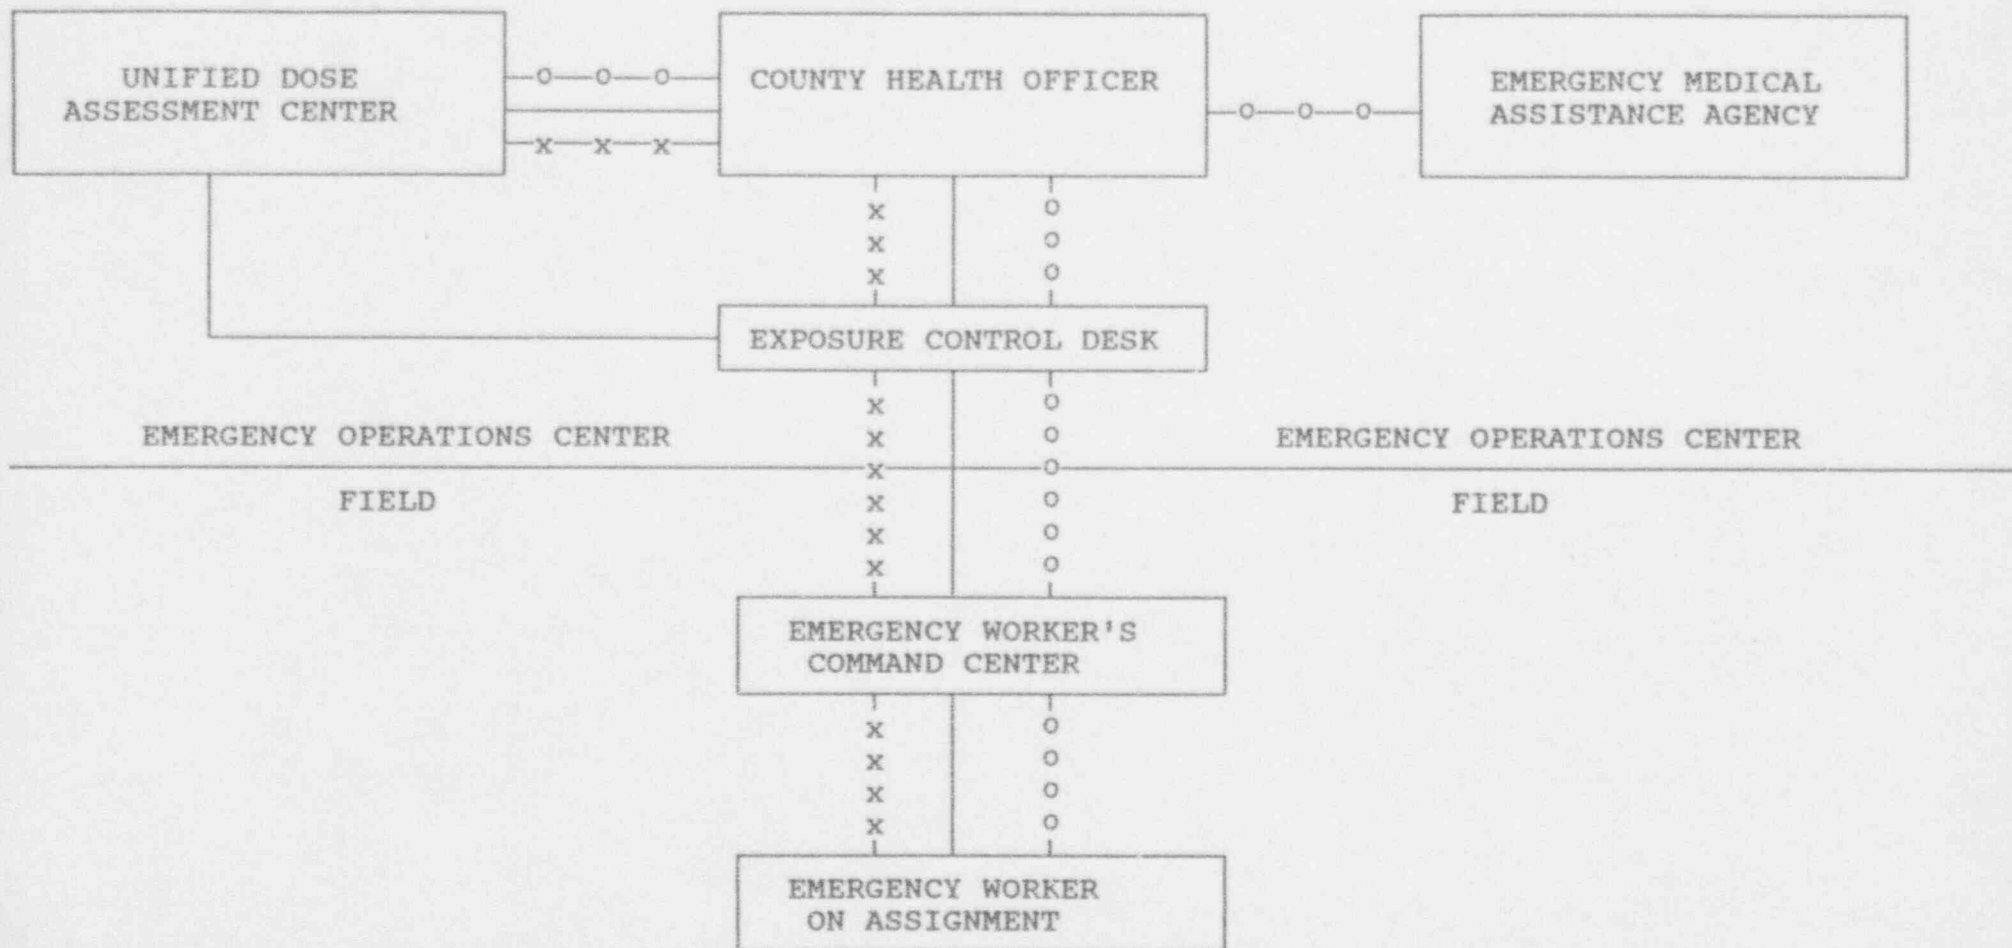 UNIFIED DOSE
ASSESSMENT CENTER
o o o
x x x
COUNTY HEALTH OFFICER
o o o
EMERGENCY MEDICAL
ASSISTANCE AGENCY
x o
x o
x o
EXPOSURE CONTROL DESK
x o
EMERGENCY OPERATIONS CENTER x o EMERGENCY OPERATIONS CENTER
x o
FIELD x o FIELD
x o
x o
EMERGENCY WORKER'S
COMMAND CENTER
x o
x o
x o
x o
EMERGENCY WORKER
ON ASSIGNMENT